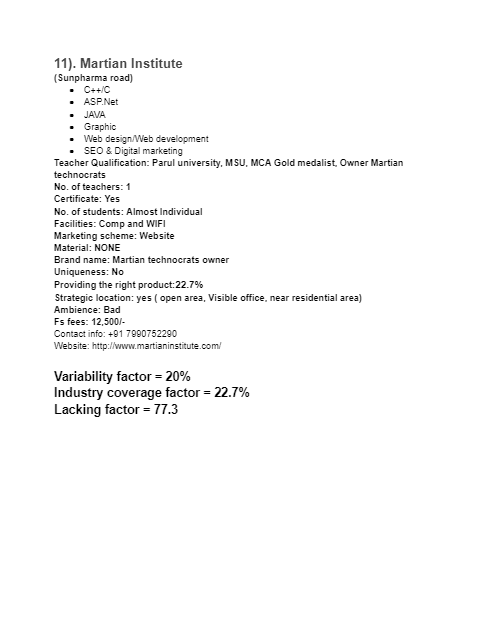 11). Martian Institute
(Sunpharma road)
• C++/C
• ASP.Net
• JAVA
• Graphic
• Web design/Web development
• SEO & Digital marketing
Teacher Qualification: Parul university, MSU, MCA Gold medalist, Owner Martian
technocrats
No. of teachers: 1
Certificate: Yes
No. of students: Almost Individual
Facilities: Comp and WIFI
Marketing scheme: Website
Material: NONE
Brand name: Martian technocrats owner
Uniqueness: No
Providing the right product:22.7%
Strategic location: yes ( open area, Visible office, near residential area)
Ambience: Bad
Fs fees: 12,500/-
Contact info: +91 7990752290
Website: http://www.martianinstitute.com/
Variability factor = 20%
Industry coverage factor = 22.7%
Lacking factor = 77.3